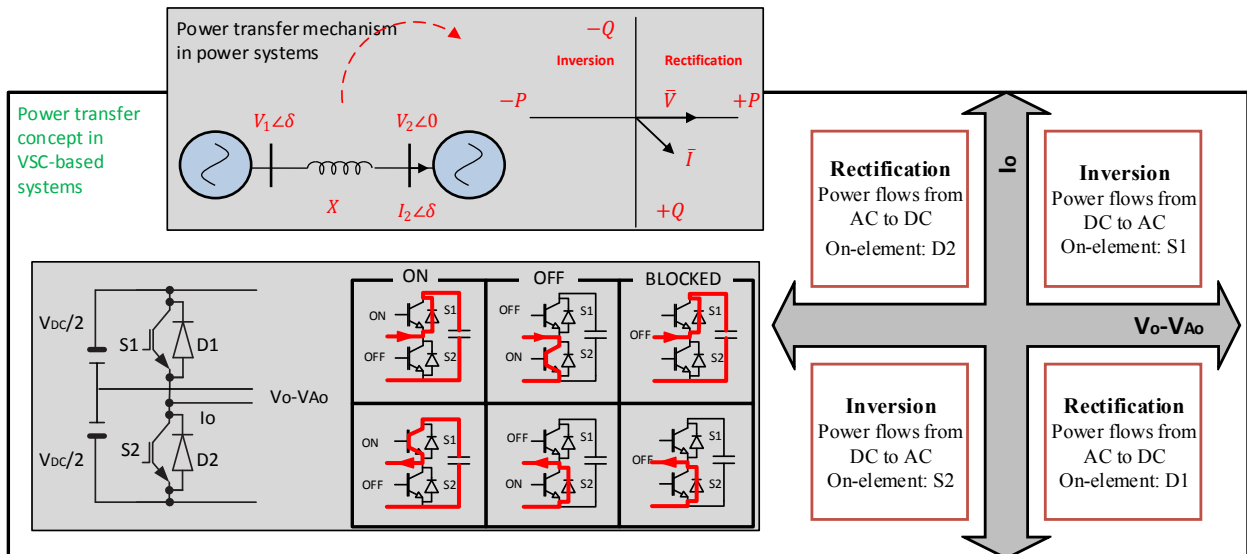 Power transfer mechanism
in power systems
−Q
Inversion
Rectification
−P
V̄
+P
Ī
+Q
V₁∠δ
V₂∠0
X
I₂∠δ
Power transfer
concept in
VSC-based
systems
VDC/2
S1
D1
Vo-VAo
Io
S2
D2
VDC/2
ON
OFF
BLOCKED
ON
S1
OFF
S2
OFF
S1
ON
S2
S1
OFF
S2
ON
S1
OFF
S2
OFF
S1
ON
S2
S1
OFF
S2
Io
Vo-VAo
Rectification
Power flows from
AC to DC
On-element: D2
Inversion
Power flows from
DC to AC
On-element: S1
Inversion
Power flows from
DC to AC
On-element: S2
Rectification
Power flows from
AC to DC
On-element: D1